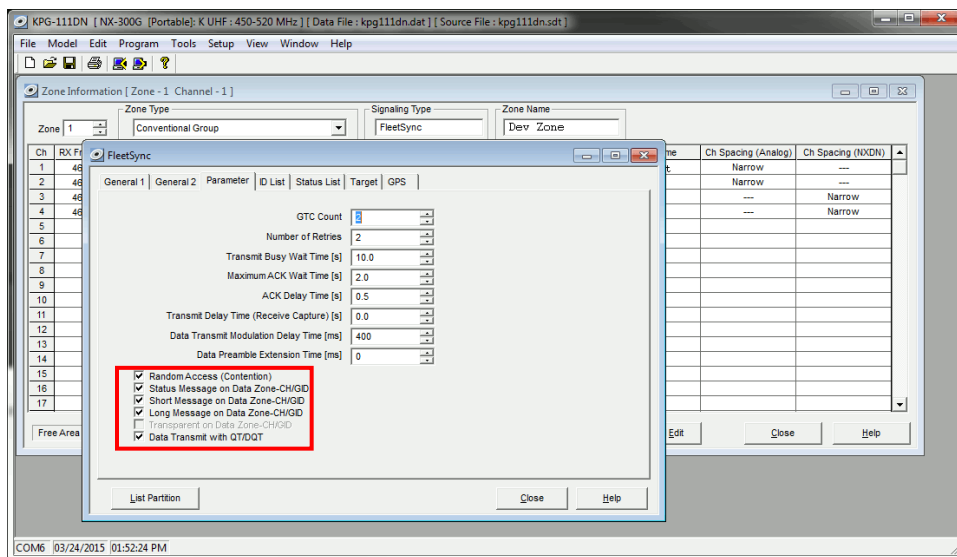 KPG-111DN [ NX-300G [Portable]: K UHF : 450-520 MHz ] [ Data File : kpg111dn.dat ] [ Source File : kpg111dn.sdt ]
File Model Edit Program Tools Setup View Window Help
Zone Information [ Zone - 1 Channel - 1 ]
Zone Type Signaling Type Zone Name
Zone 1 Conventional Group FleetSync Dev Zone
Ch RX Fr me Ch Spacing (Analog) Ch Spacing (NXDN)
1 46 t Narrow ---
2 46 Narrow ---
3 46 --- Narrow
4 46 --- Narrow
5
6
7
8
9
10
11
12
13
14
15
16
17
FleetSync
General 1 General 2 Parameter ID List Status List Target GPS
GTC Count 2
Number of Retries 2
Transmit Busy Wait Time [s] 10.0
Maximum ACK Wait Time [s] 2.0
ACK Delay Time [s] 0.5
Transmit Delay Time (Receive Capture) [s] 0.0
Data Transmit Modulation Delay Time [ms] 400
Data Preamble Extension Time [ms] 0
Random Access (Contention)
Status Message on Data Zone-CH/GID
Short Message on Data Zone-CH/GID
Long Message on Data Zone-CH/GID
Transparent on Data Zone-CH/GID
Data Transmit with QT/DQT
List Partition Close Help
Free Area Edit Close Help
COM6 03/24/2015 01:52:24 PM